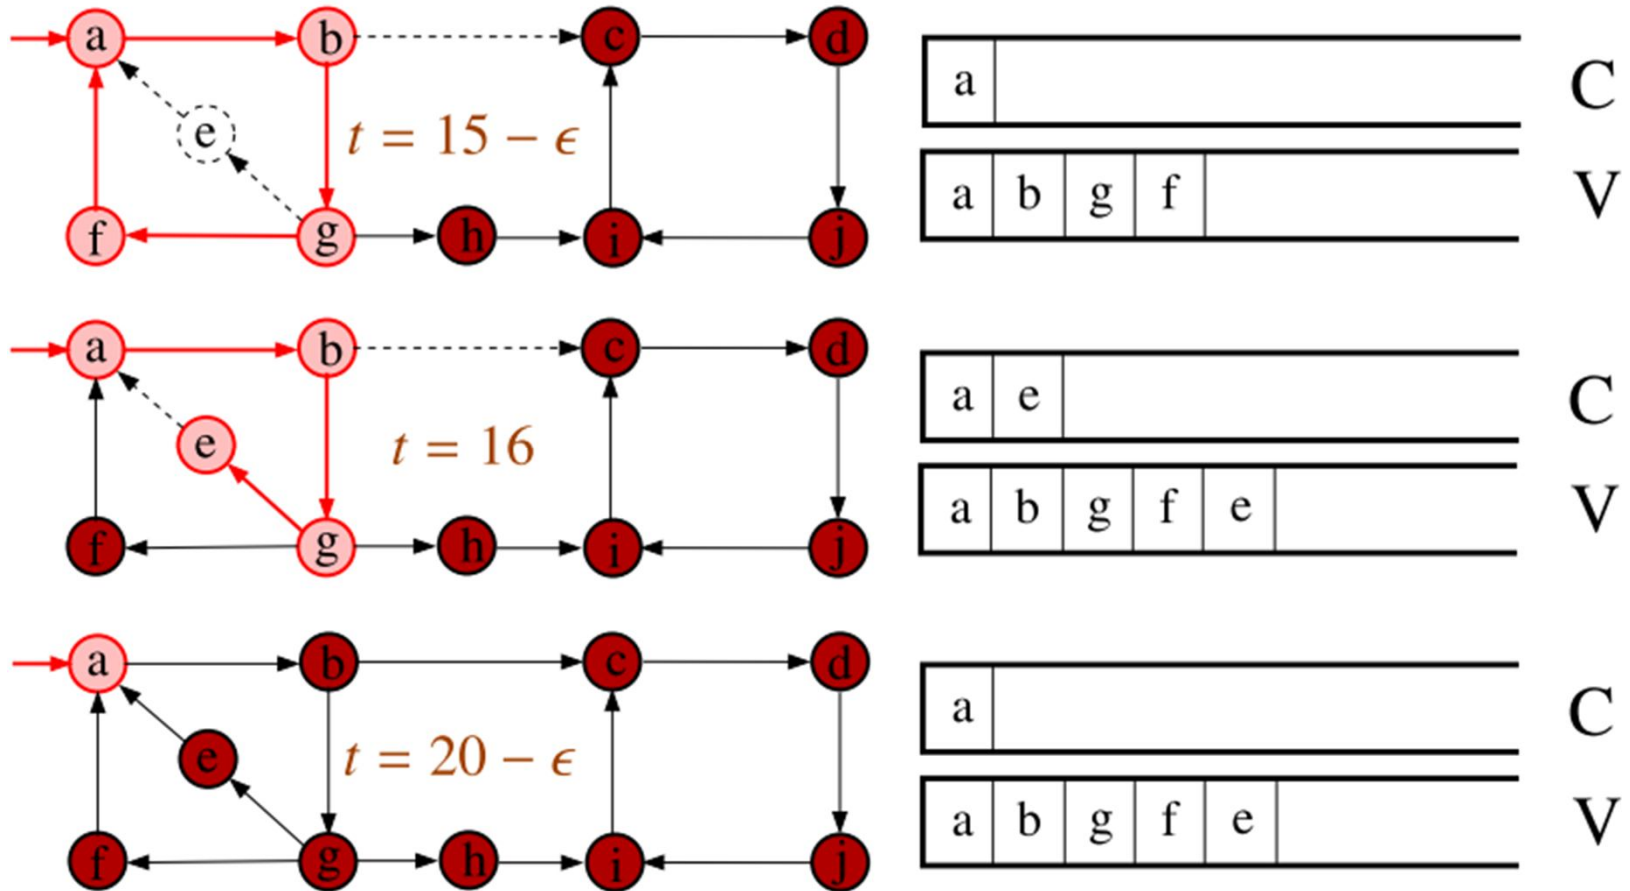 a b c d
e t = 15 − ϵ
f g h i j
a C
a b g f V
a b c d
e t = 16
f g h i j
a e C
a b g f e V
a b c d
e t = 20 − ϵ
f g h i j
a C
a b g f e V